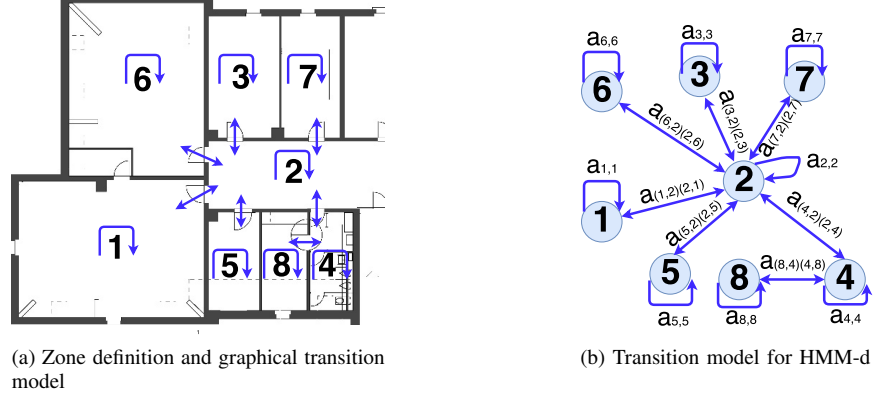 6
3
7
2
1
5
8
4
(a) Zone definition and graphical transition
model
a6,6
a3,3
a7,7
6
3
7
a(6,2)(2,6)
a(3,2)(2,3)
a(7,2)(2,7)
a1,1
2
a2,2
1
a(1,2)(2,1)
a(5,2)(2,5)
a(4,2)(2,4)
5
8
a(8,4)(4,8)
4
a5,5
a8,8
a4,4
(b) Transition model for HMM-d